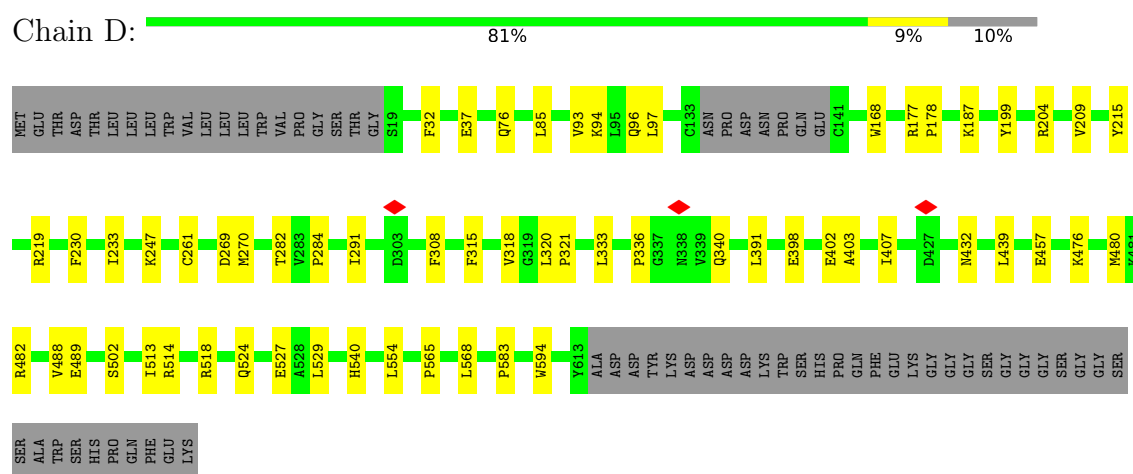 Chain D:
81% 9% 10%
MET GLU THR ASP THR LEU LEU LEU LEU TRP VAL LEU LEU LEU TRP VAL PRO GLY SER THR GLY S19 F32 E37 Q76 L85 V93 K94 L95 Q96 L97 C133 ASN PRO ASP ASN PRO GLN GLU C141 W168 R177 P178 K187 Y199 R204 V209 Y215
R219 F230 I233 K247 C261 D269 M270 T282 V283 P284 I291 D303 F308 F315 V318 G319 L320 P321 L333 P336 G337 N338 V339 Q340 L391 E398 E402 A403 I407 D427 N432 L439 E457 K476 M480 K481
R482 V488 E489 S502 I513 R514 R518 Q524 E527 A528 L529 H540 L554 P565 L568 P583 W594 Y613 ALA ASP ASP TYR LYS ASP ASP ASP ASP LYS TRP SER HIS PRO GLN PHE GLU LYS GLY GLY GLY SER GLY GLY GLY SER GLY GLY SER
SER ALA TRP SER HIS PRO GLN PHE GLU LYS